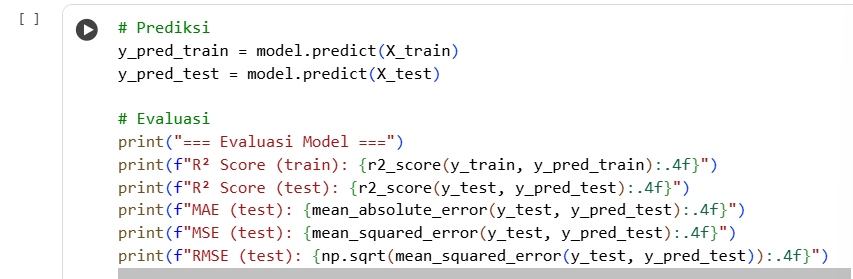 [ ]
# Prediksi
y_pred_train = model.predict(X_train)
y_pred_test = model.predict(X_test)
# Evaluasi
print("=== Evaluasi Model ===")
print(f"R² Score (train): {r2_score(y_train, y_pred_train):.4f}")
print(f"R² Score (test): {r2_score(y_test, y_pred_test):.4f}")
print(f"MAE (test): {mean_absolute_error(y_test, y_pred_test):.4f}")
print(f"MSE (test): {mean_squared_error(y_test, y_pred_test):.4f}")
print(f"RMSE (test): {np.sqrt(mean_squared_error(y_test, y_pred_test)):.4f}")